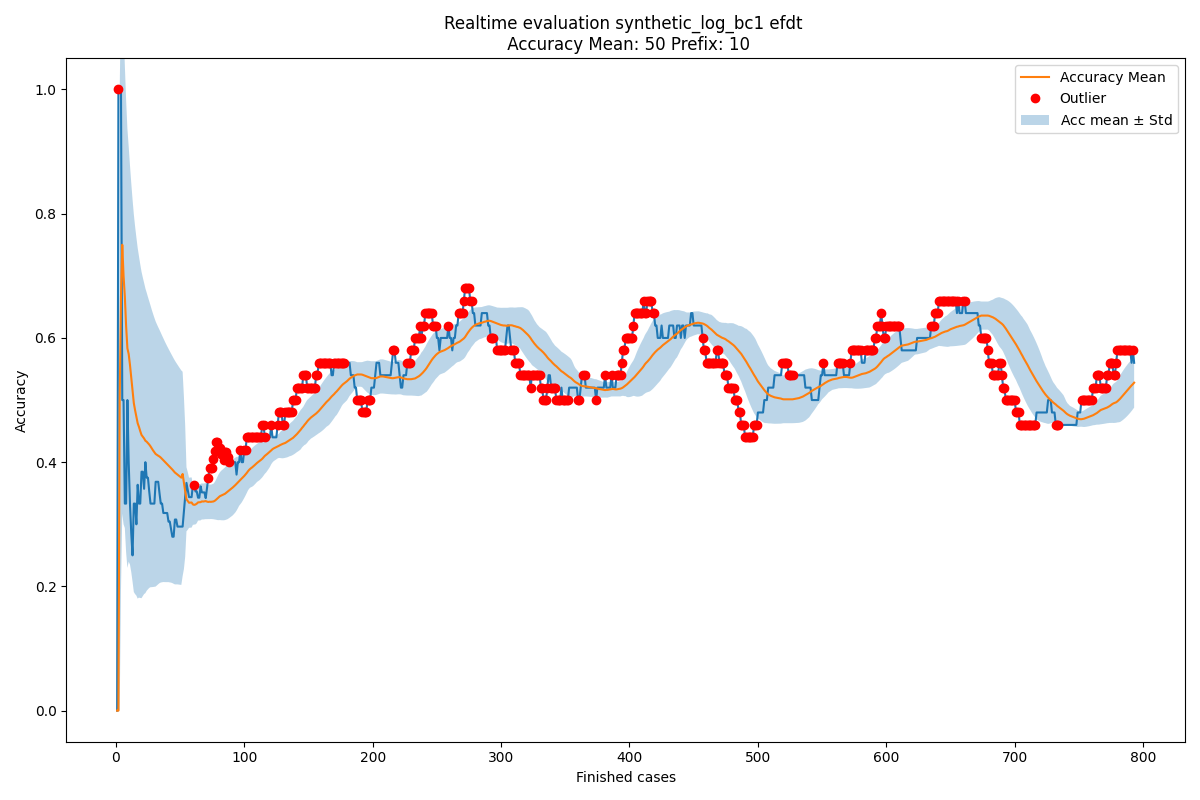 Realtime evaluation synthetic_log_bc1 efdt
Accuracy Mean: 50 Prefix: 10
Accuracy Mean
Outlier
Acc mean ± Std
1.0
0.8
0.6
0.4
0.2
0.0
Accuracy
0 100 200 300 400 500 600 700 800
Finished cases